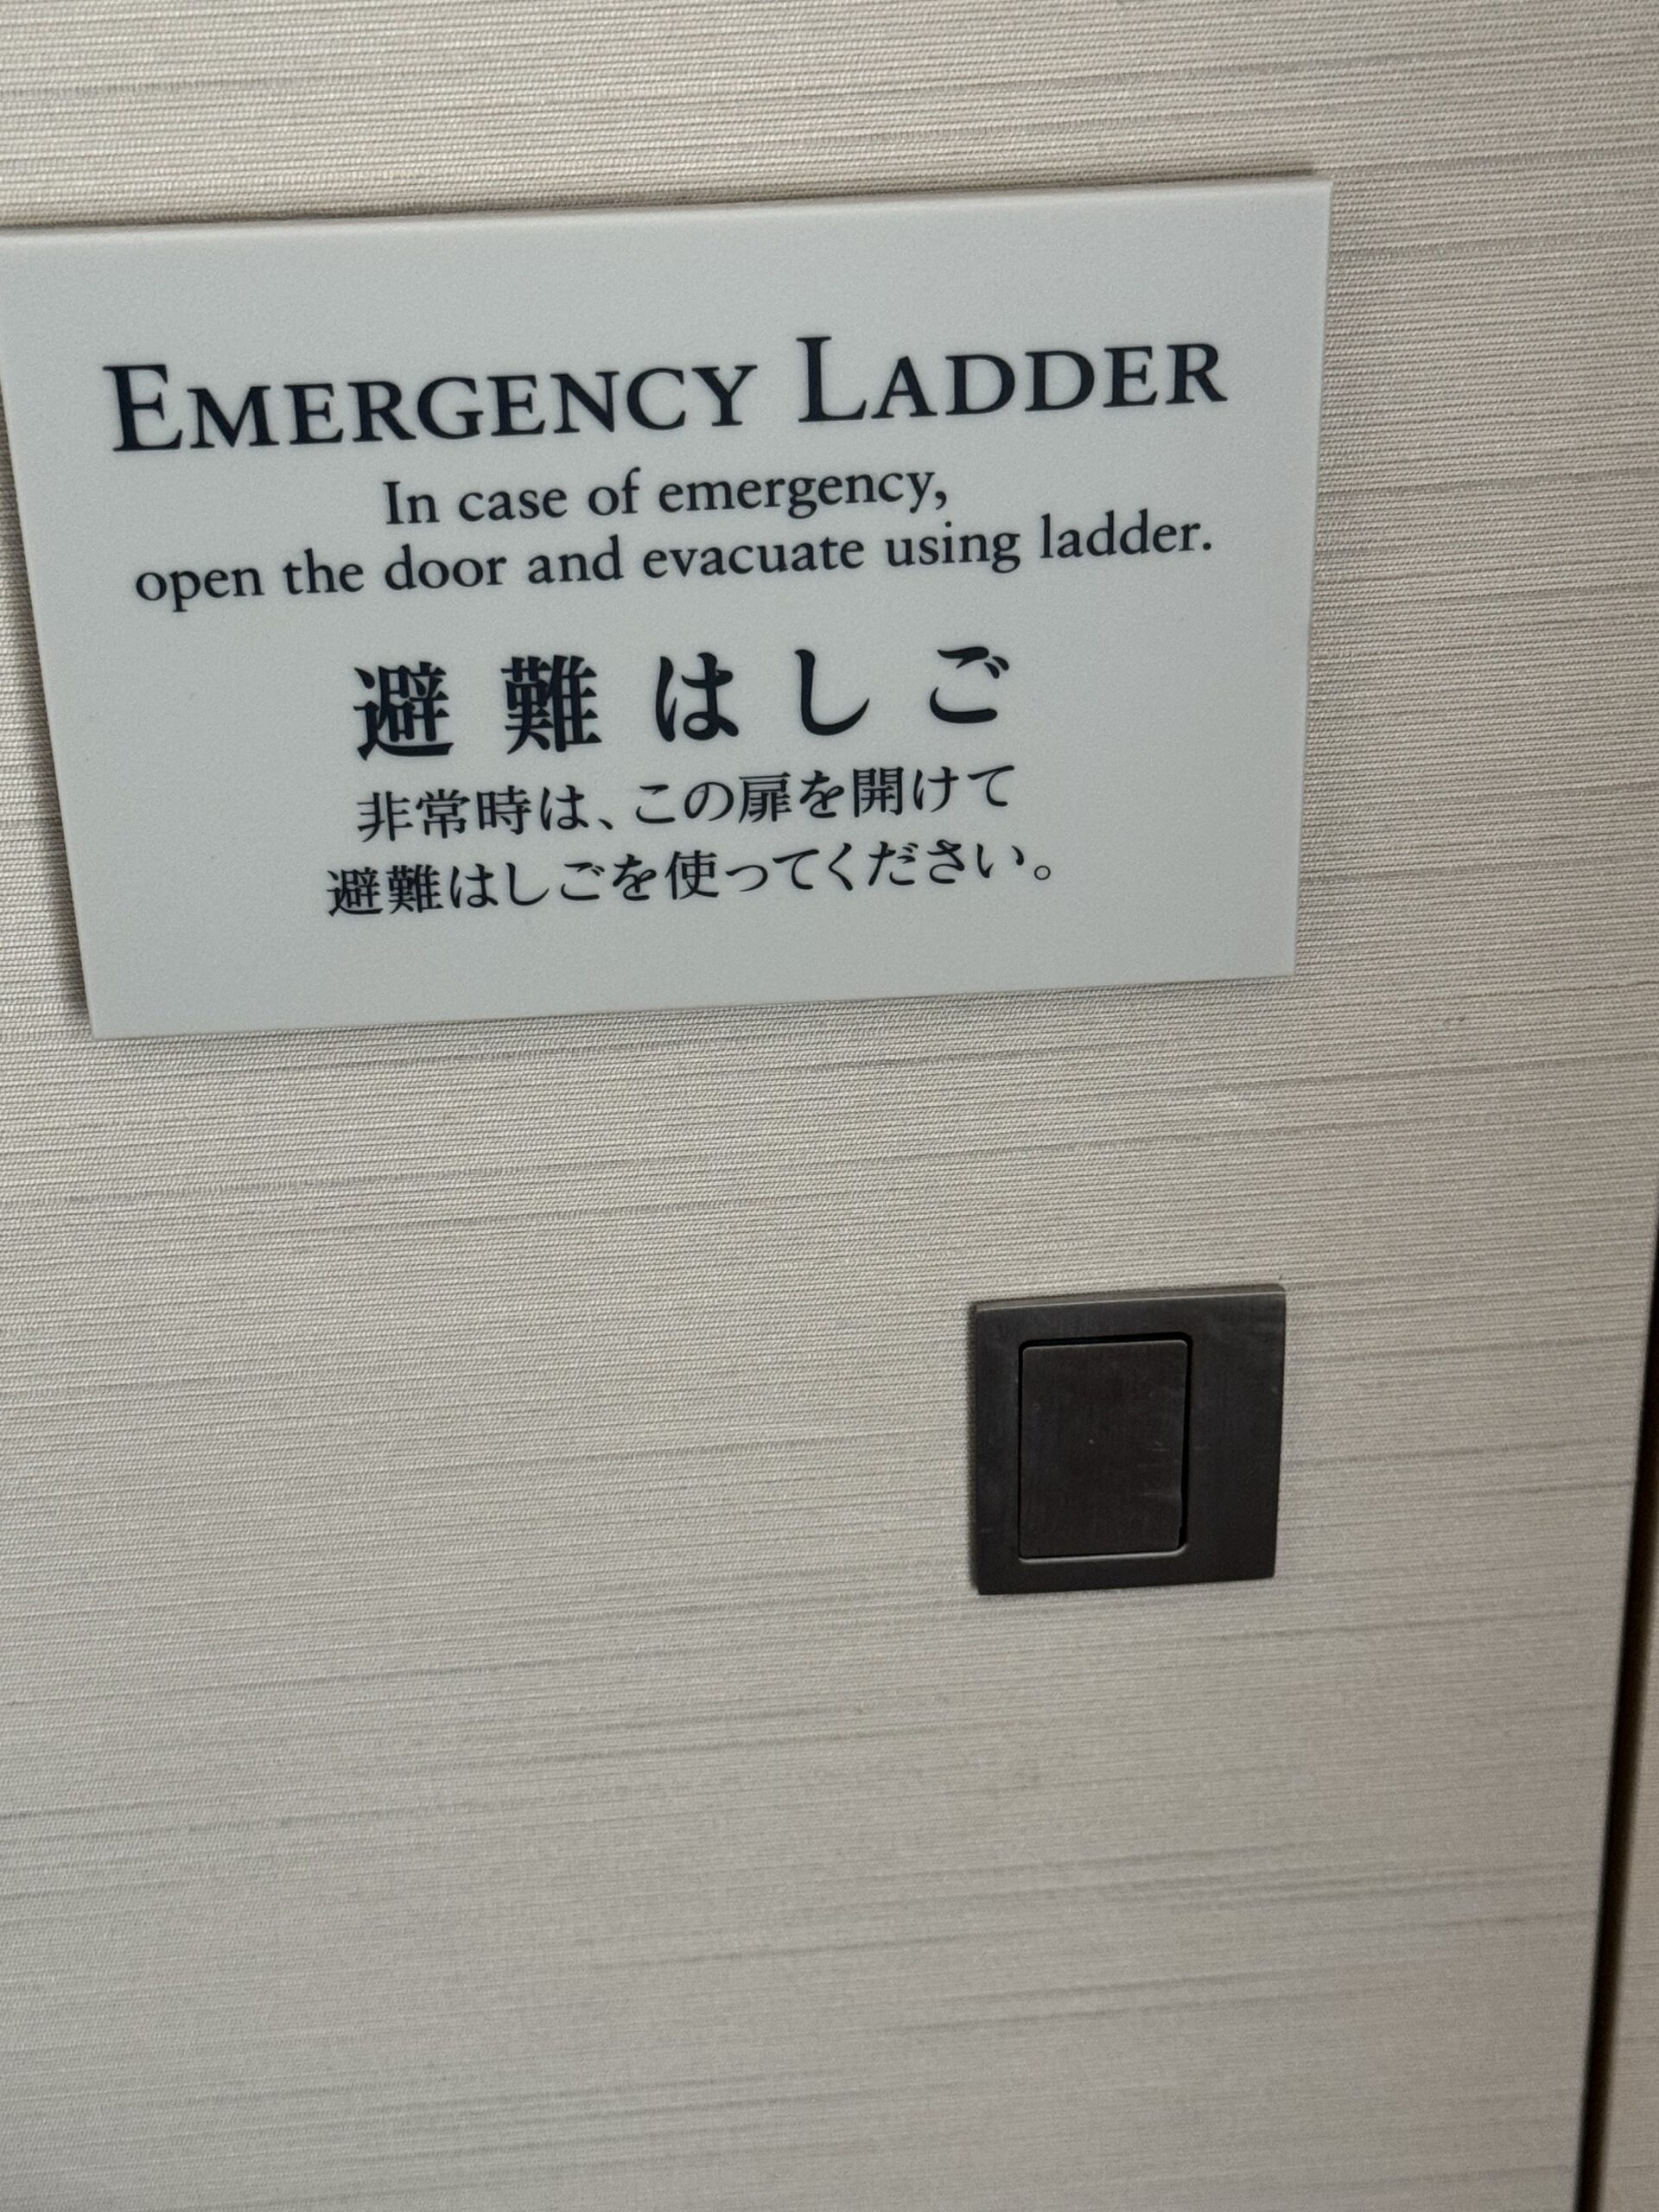 EMERGENCY LADDER
In case of emergency,
open the door and evacuate using ladder.
避難はしご
非常時は、この扉を開けて
避難はしごを使ってください。